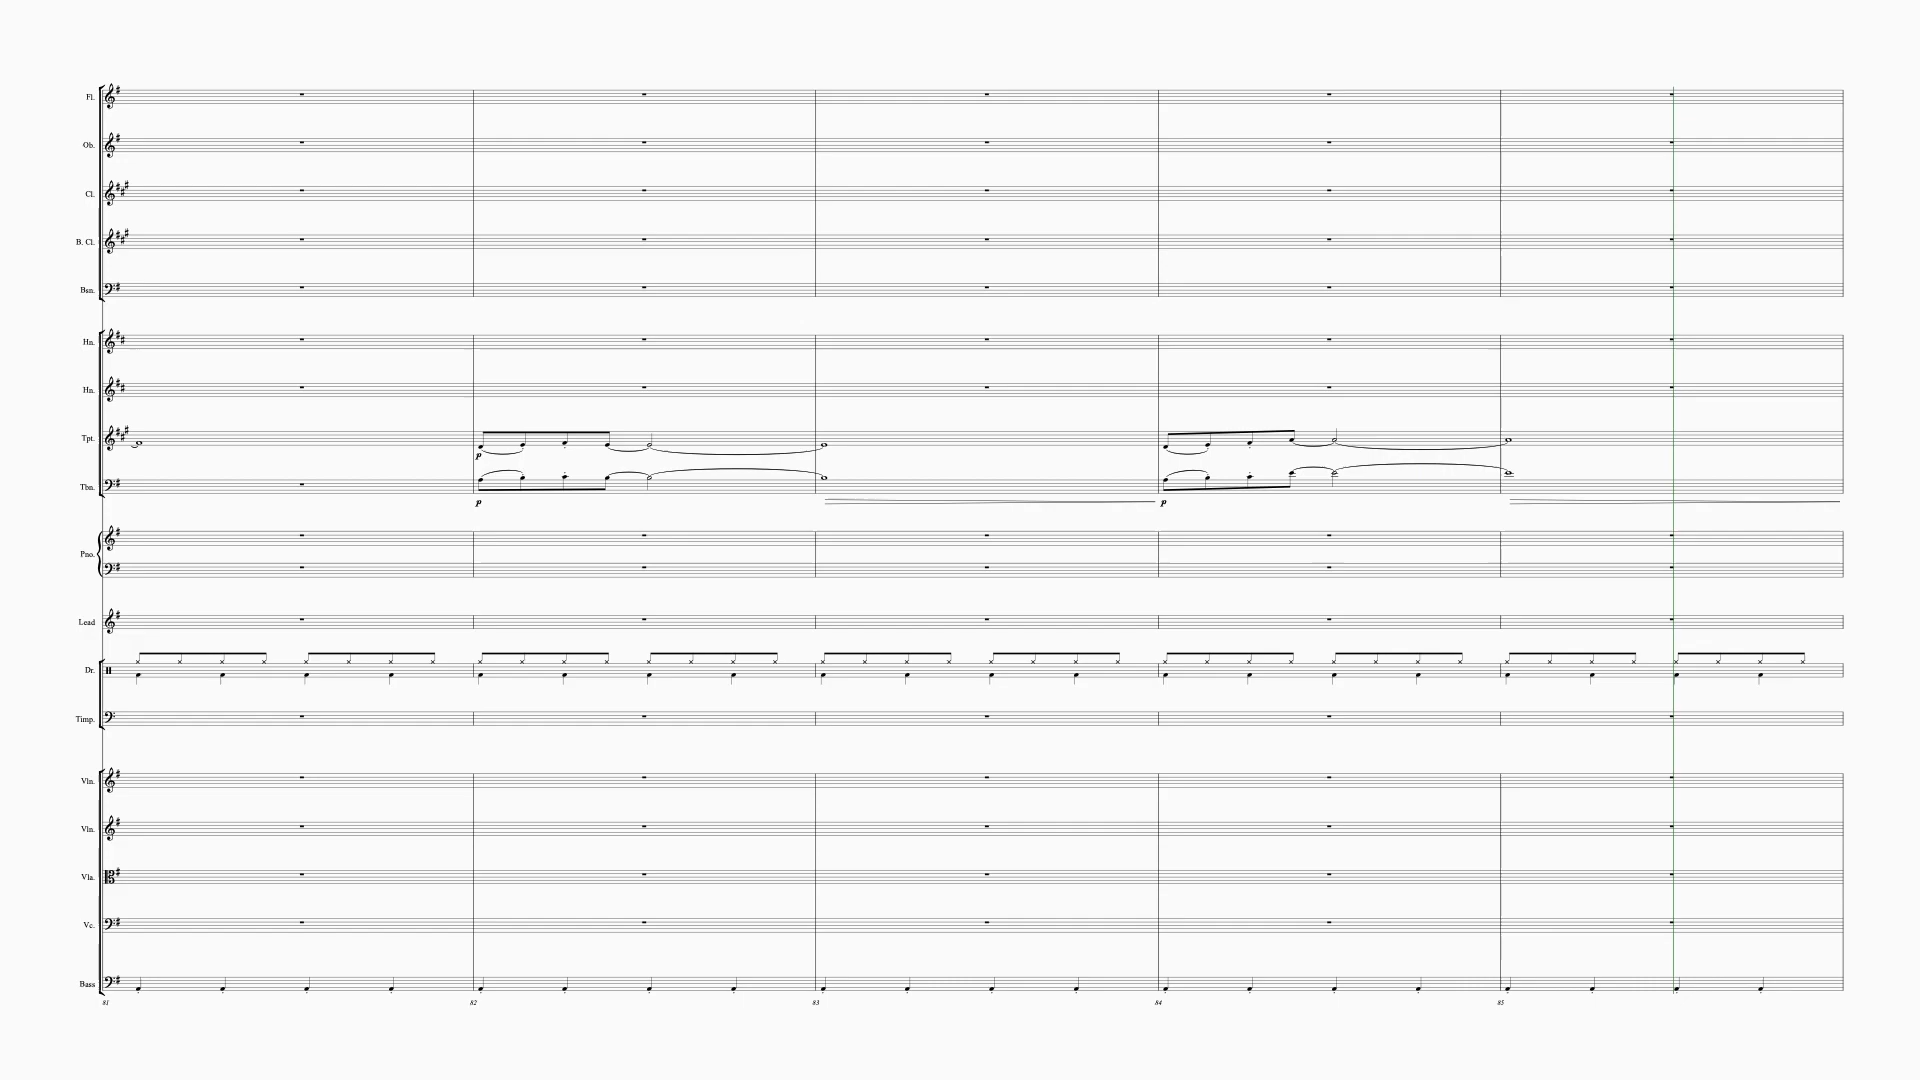 Fl.
Ob.
Cl.
B. Cl.
Bsn.
Hn.
Hn.
Tpt.
p
Tbn.
p p
Pno.
Lead
Dr.
Timp.
Vln.
Vln.
Vla.
Vc.
Bass
81 82 83 84 85